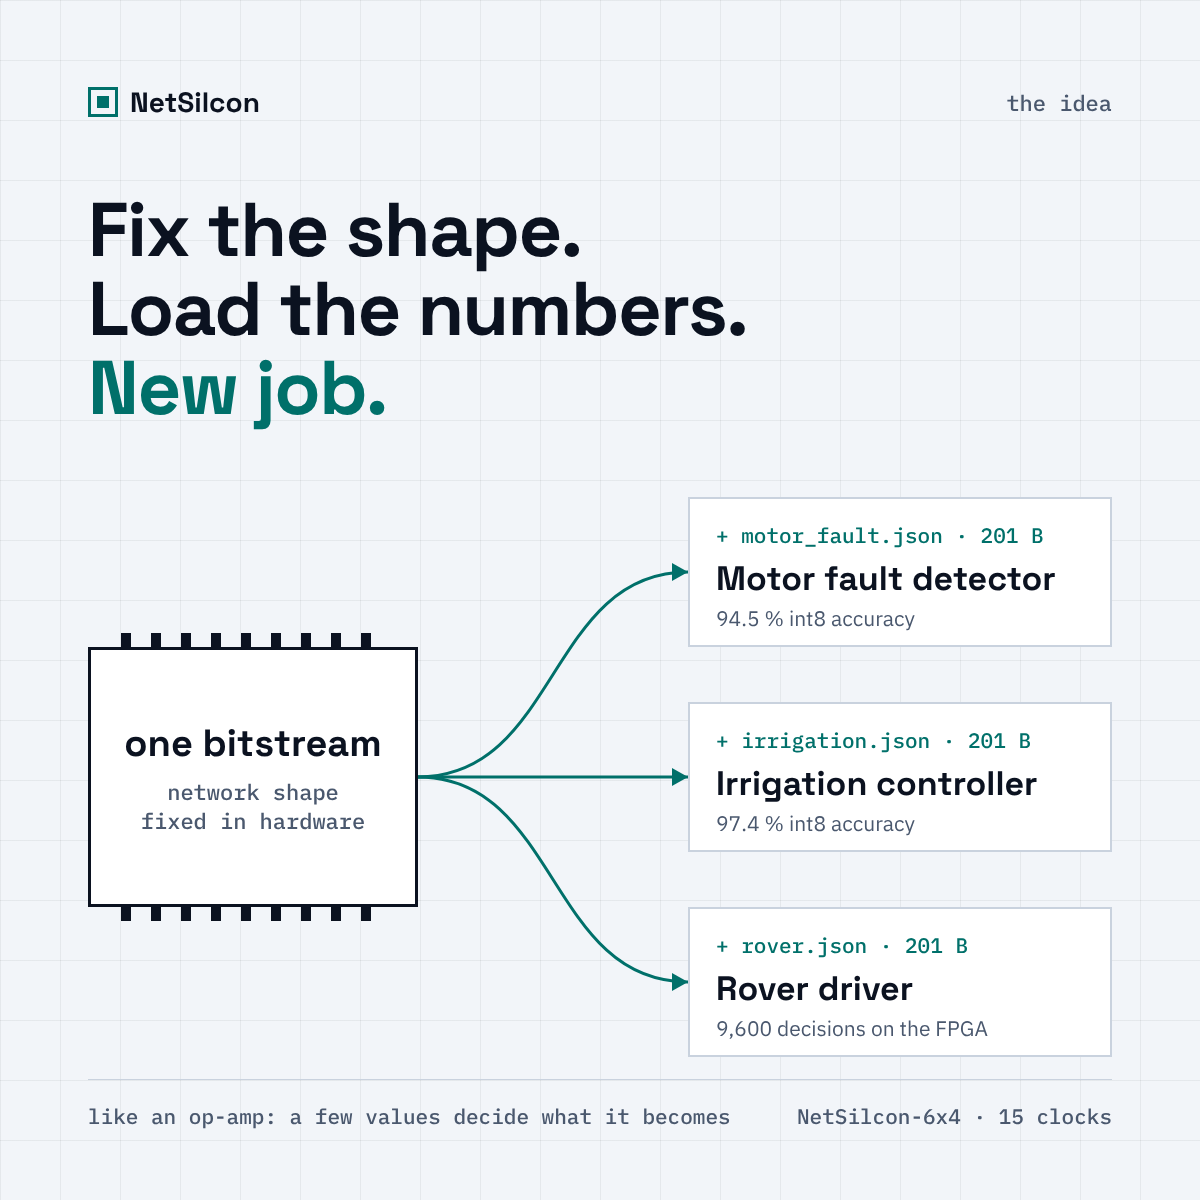 NetSilcon
the idea
Fix the shape.
Load the numbers.
New job.
+ motor_fault.json · 201 B
Motor fault detector
94.5 % int8 accuracy
one bitstream
network shape
fixed in hardware
+ irrigation.json · 201 B
Irrigation controller
97.4 % int8 accuracy
+ rover.json · 201 B
Rover driver
9,600 decisions on the FPGA
like an op-amp: a few values decide what it becomes
NetSilcon-6x4 · 15 clocks